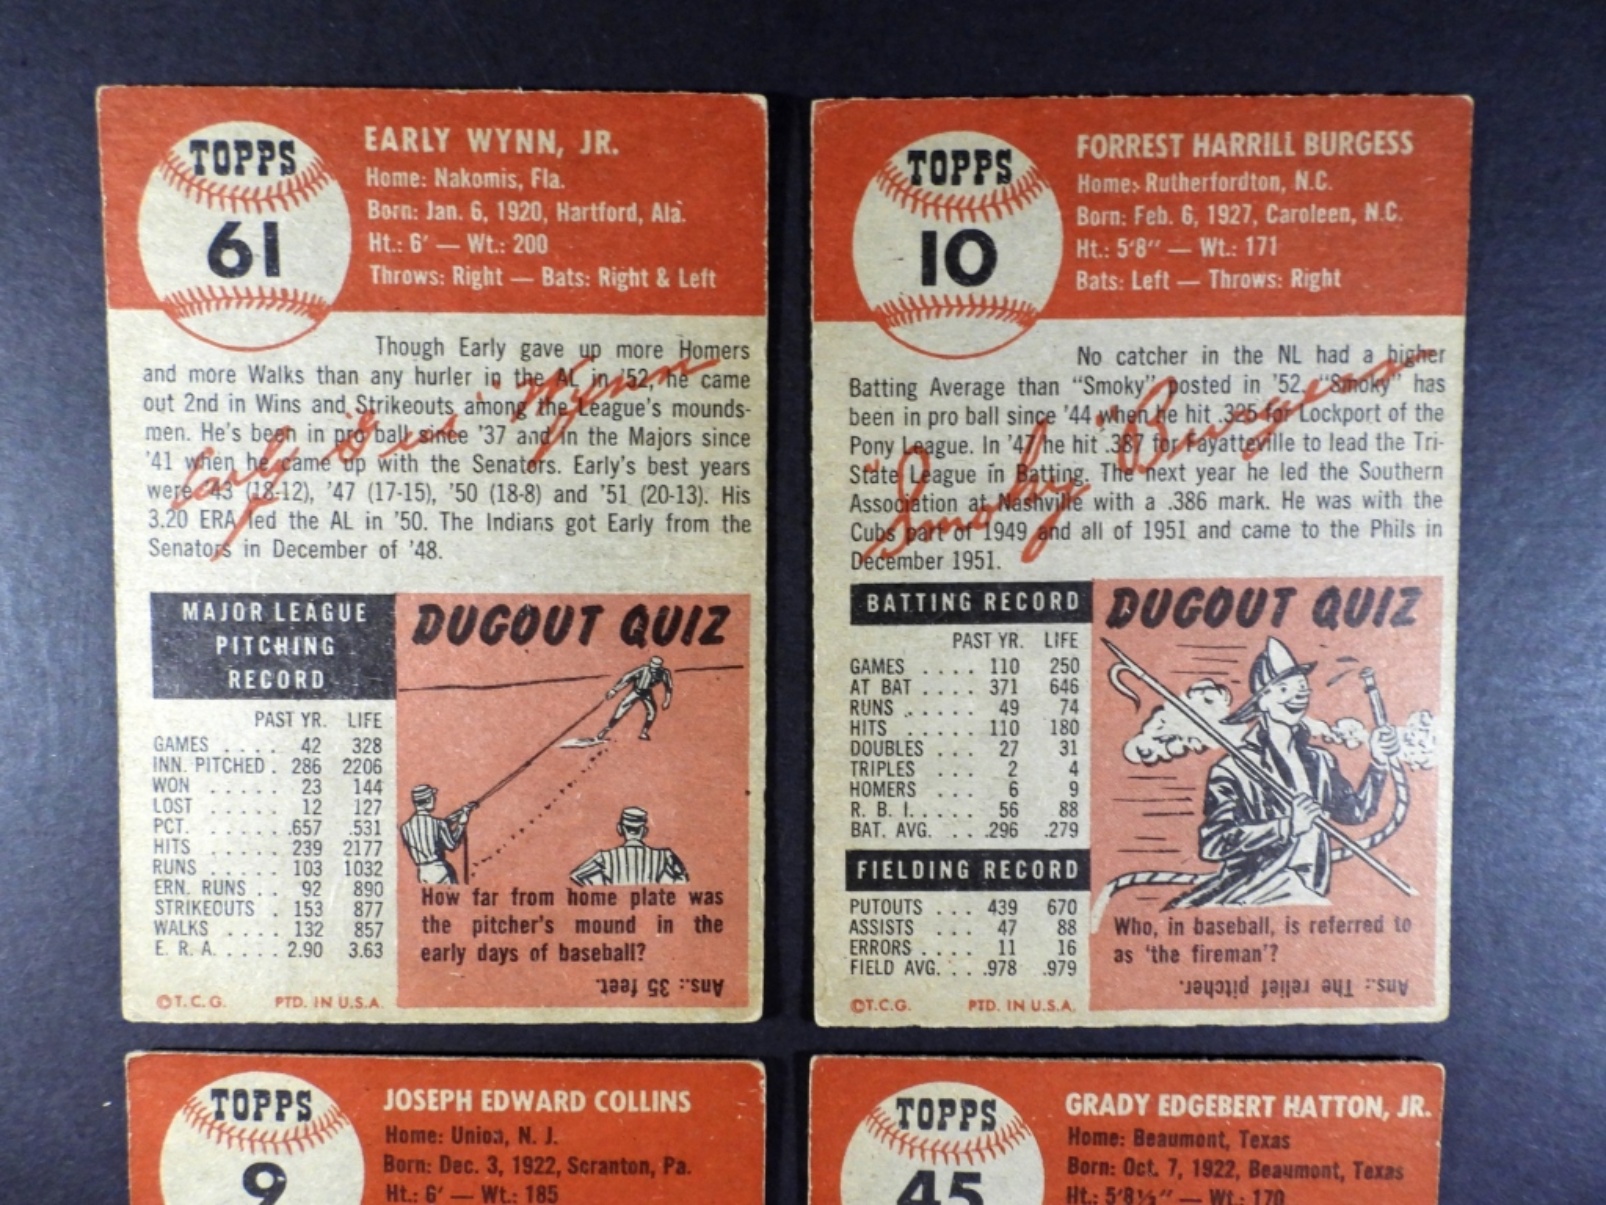 TOPPS
61
EARLY WYNN, JR.
Home: Nakomis, Fla.
Born: Jan. 6, 1920, Hartford, Ala.
Ht.: 6' — Wt.: 200
Throws: Right — Bats: Right & Left
Though Early gave up more Homers
and more Walks than any hurler in the AL in '52, he came
out 2nd in Wins and Strikeouts among the League's mounds-
men. He's been in pro ball since '37 and in the Majors since
'41 when he came up with the Senators. Early's best years
were '43 (18-12), '47 (17-15), '50 (18-8) and '51 (20-13). His
3.20 ERA led the AL in '50. The Indians got Early from the
Senators in December of '48.
Early "Gus" Wynn
MAJOR LEAGUE
PITCHING
RECORD
PAST YR. LIFE
GAMES . . . . 42 328
INN. PITCHED . 286 2206
WON . . . . . 23 144
LOST . . . . . 12 127
PCT. . . . . . .657 .531
HITS . . . . . 239 2177
RUNS . . . . . 103 1032
ERN. RUNS . . 92 890
STRIKEOUTS . 153 877
WALKS . . . . 132 857
E. R. A. . . . . 2.90 3.63
©T.C.G. PTD. IN U.S.A.
DUGOUT QUIZ
How far from home plate was
the pitcher's mound in the
early days of baseball?
Ans.: 35 feet.
TOPPS
10
FORREST HARRILL BURGESS
Home: Rutherfordton, N.C.
Born: Feb. 6, 1927, Caroleen, N.C.
Ht.: 5'8" — Wt.: 171
Bats: Left — Throws: Right
No catcher in the NL had a higher
Batting Average than "Smoky" posted in '52. "Smoky" has
been in pro ball since '44 when he hit .325 for Lockport of the
Pony League. In '47 he hit .387 for Fayatteville to lead the Tri-
State League in Batting. The next year he led the Southern
Association at Nashville with a .386 mark. He was with the
Cubs part of 1949 and all of 1951 and came to the Phils in
December 1951.
"Smoky" Burgess
BATTING RECORD
PAST YR. LIFE
GAMES . . . . 110 250
AT BAT . . . . 371 646
RUNS . . . . . 49 74
HITS . . . . . 110 180
DOUBLES . . . 27 31
TRIPLES . . . 2 4
HOMERS . . . 6 9
R. B. I. . . . . 56 88
BAT. AVG. . . .296 .279
FIELDING RECORD
PUTOUTS . . . 439 670
ASSISTS . . . 47 88
ERRORS . . . . 11 16
FIELD AVG. . . .978 .979
©T.C.G. PTD. IN U.S.A.
DUGOUT QUIZ
Who, in baseball, is referred to
as 'the fireman'?
Ans.: The relief pitcher.
TOPPS
9
JOSEPH EDWARD COLLINS
Home: Union, N. J.
Born: Dec. 3, 1922, Scranton, Pa.
Ht.: 6' — Wt.: 185
TOPPS
45
GRADY EDGEBERT HATTON, JR.
Home: Beaumont, Texas
Born: Oct. 7, 1922, Beaumont, Texas
Ht.: 5'8½" — Wt.: 170